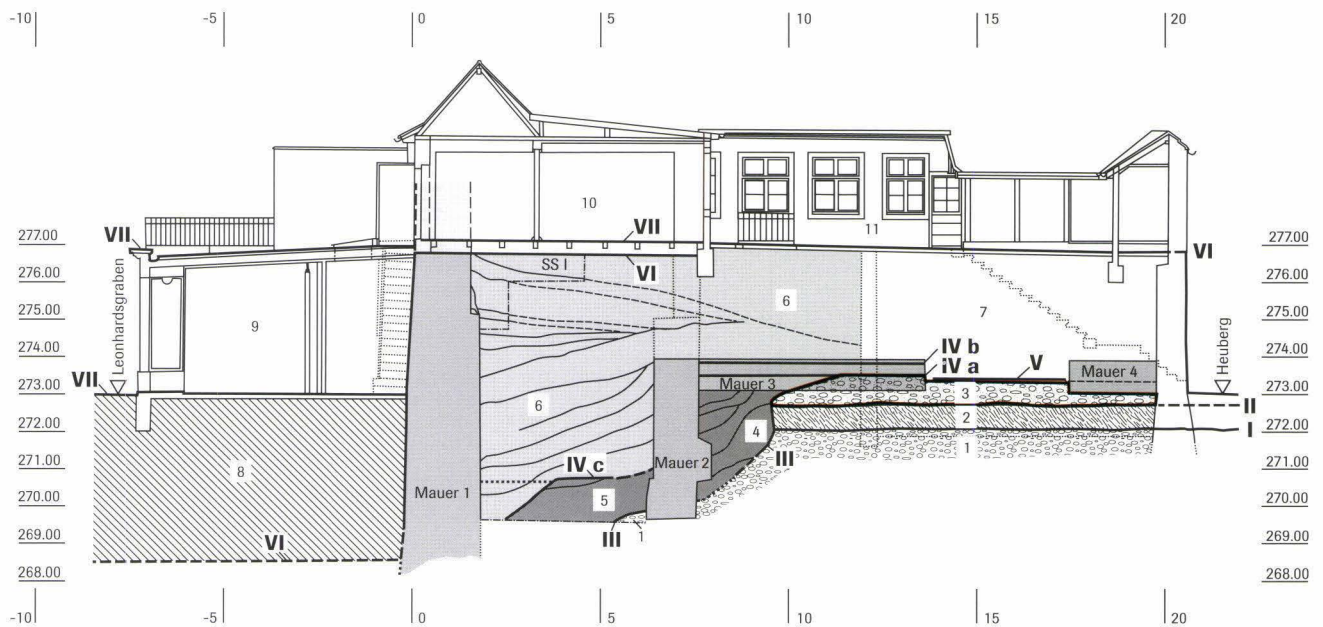 -10 -5 0 5 10 15 20
10
11
277.00 VII VII 277.00
VI VI
SS I
276.00 276.00
6
9 7
275.00 275.00
Leonhardsgraben
Heuberg
274.00 274.00
IV b
IV a V
VII Mauer 3 Mauer 4
273.00 273.00
3
6 II
2
272.00 4 272.00
I
1
III
IV c Mauer 2
271.00 271.00
8
Mauer 1
5
270.00 270.00
III 1
VI
269.00 269.00
268.00 268.00
-10 -5 0 5 10 15 20